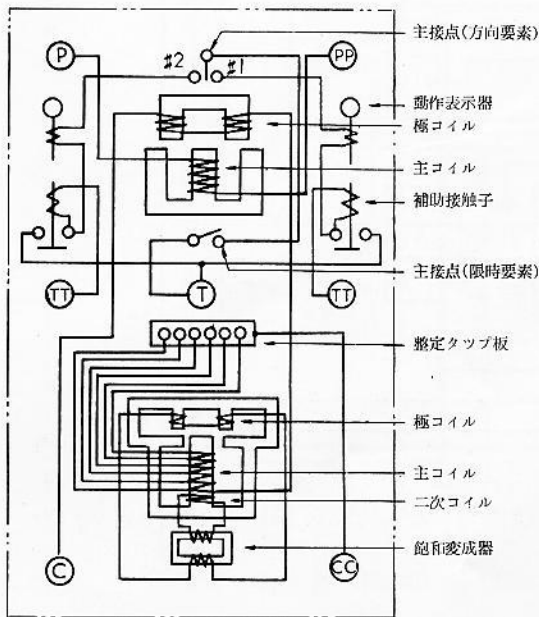 主接点(方向要素)
#2
#1
P
PP
動作表示器
極コイル
主コイル
補助接触子
主接点(限時要素)
TT
T
TT
整定タップ板
極コイル
主コイル
二次コイル
飽和変成器
C
CC